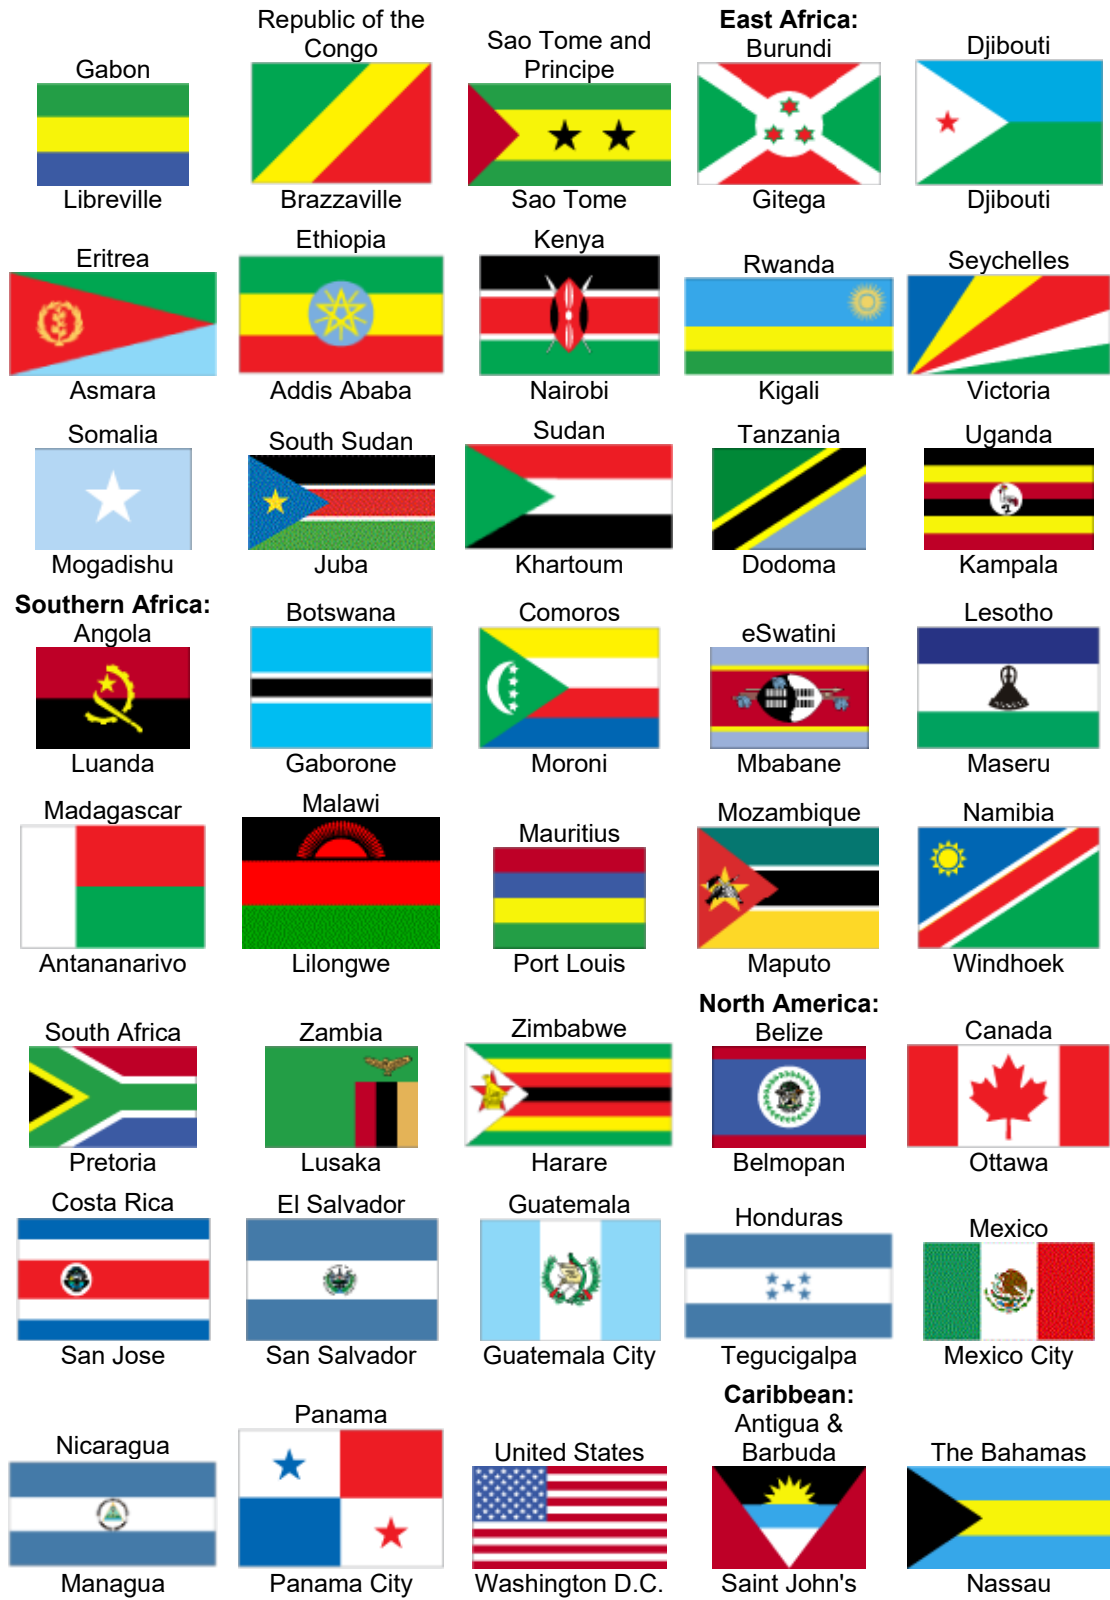 Gabon
Libreville
Republic of the
Congo
Brazzaville
Sao Tome and
Principe
Sao Tome
East Africa:
Burundi
Gitega
Djibouti
Djibouti
Eritrea
Asmara
Ethiopia
Addis Ababa
Kenya
Nairobi
Rwanda
Kigali
Seychelles
Victoria
Somalia
Mogadishu
South Sudan
Juba
Sudan
Khartoum
Tanzania
Dodoma
Uganda
Kampala
Southern Africa:
Angola
Luanda
Botswana
Gaborone
Comoros
Moroni
eSwatini
Mbabane
Lesotho
Maseru
Madagascar
Antananarivo
Malawi
Lilongwe
Mauritius
Port Louis
Mozambique
Maputo
Namibia
Windhoek
South Africa
Pretoria
Zambia
Lusaka
Zimbabwe
Harare
North America:
Belize
Belmopan
Canada
Ottawa
Costa Rica
San Jose
El Salvador
San Salvador
Guatemala
Guatemala City
Honduras
Tegucigalpa
Mexico
Mexico City
Nicaragua
Managua
Panama
Panama City
United States
Washington D.C.
Caribbean:
Antigua &
Barbuda
Saint John's
The Bahamas
Nassau